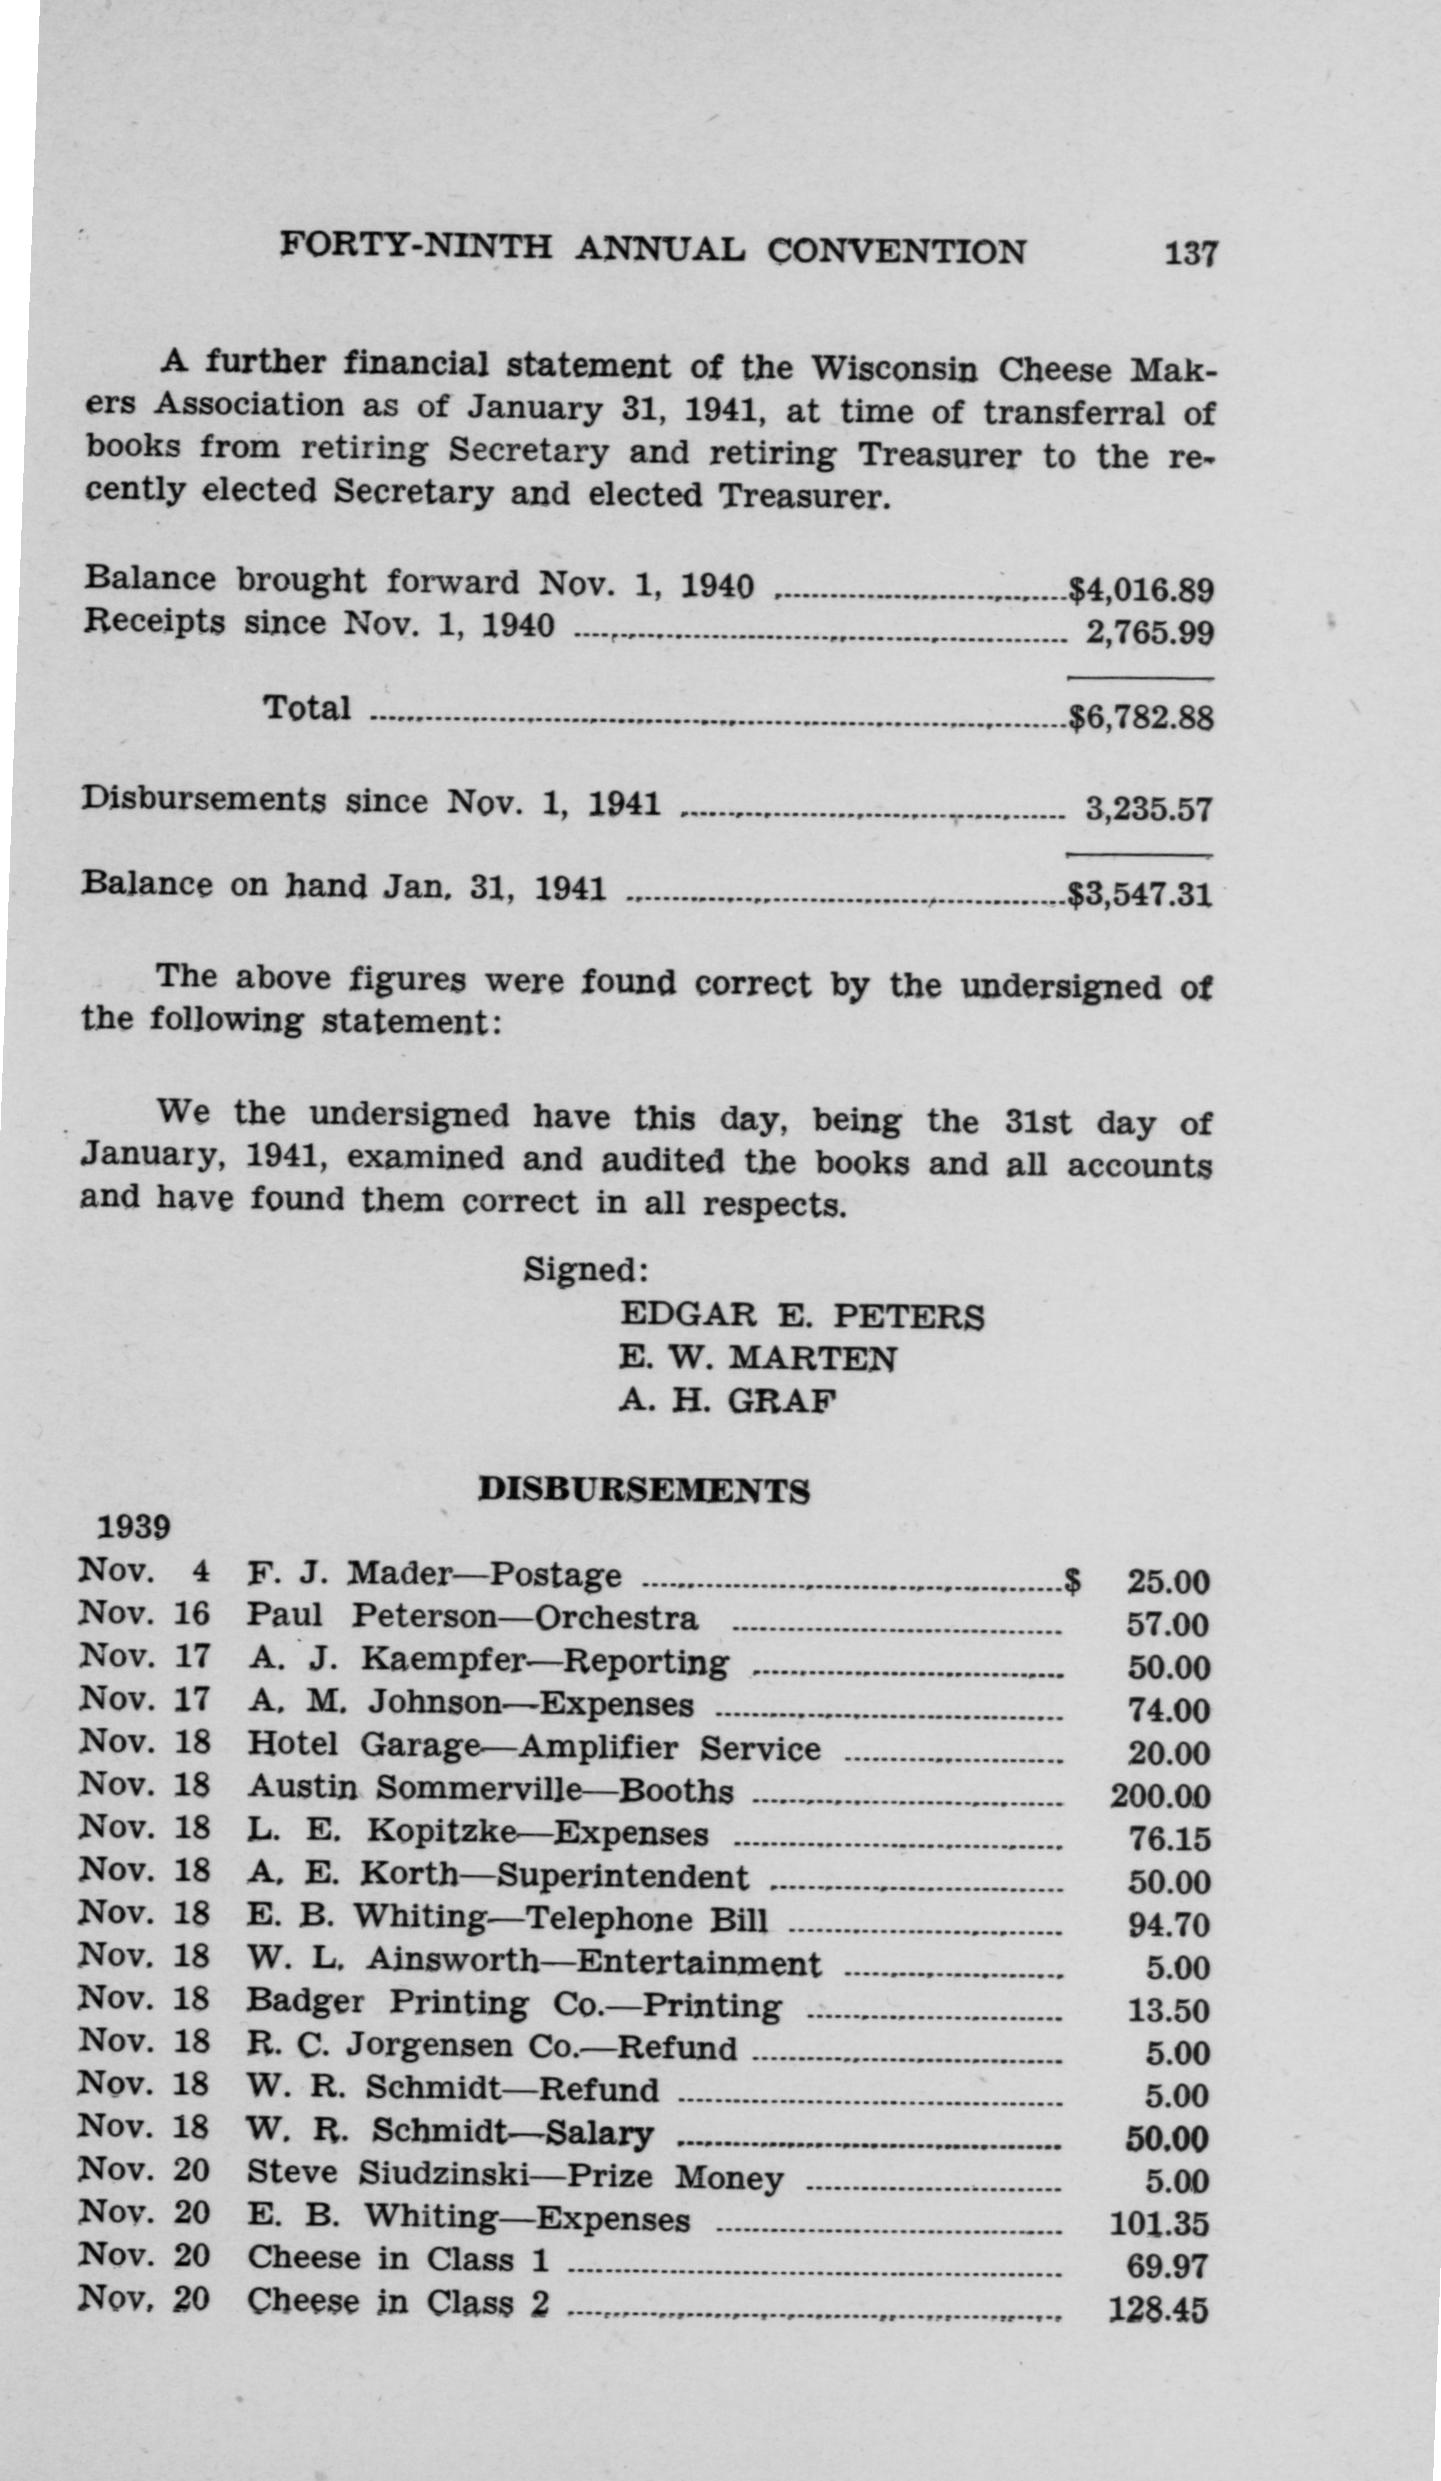 FORTY-NINTH ANNUAL CONVENTION 137
A further financial statement of the Wisconsin Cheese Mak-
ers Association as of January 31, 1941, at time of transferral of
books from retiring Secretary and retiring Treasurer to the re-
cently elected Secretary and elected Treasurer.
Balance brought forward Nov. 1, 1940 ........ $4,016.89
Receipts since Nov. 1, 1940 ........ 2,765.99
Total ........ $6,782.88
Disbursements since Nov. 1, 1941 ........ 3,235.57
Balance on hand Jan. 31, 1941 ........ $3,547.31
The above figures were found correct by the undersigned of
the following statement:
We the undersigned have this day, being the 31st day of
January, 1941, examined and audited the books and all accounts
and have found them correct in all respects.
Signed:
EDGAR E. PETERS
E. W. MARTEN
A. H. GRAF
DISBURSEMENTS
1939
Nov. 4 F. J. Mader—Postage ........ $ 25.00
Nov. 16 Paul Peterson—Orchestra ........ 57.00
Nov. 17 A. J. Kaempfer—Reporting ........ 50.00
Nov. 17 A. M. Johnson—Expenses ........ 74.00
Nov. 18 Hotel Garage—Amplifier Service ........ 20.00
Nov. 18 Austin Sommerville—Booths ........ 200.00
Nov. 18 L. E. Kopitzke—Expenses ........ 76.15
Nov. 18 A. E. Korth—Superintendent ........ 50.00
Nov. 18 E. B. Whiting—Telephone Bill ........ 94.70
Nov. 18 W. L. Ainsworth—Entertainment ........ 5.00
Nov. 18 Badger Printing Co.—Printing ........ 13.50
Nov. 18 R. C. Jorgensen Co.—Refund ........ 5.00
Nov. 18 W. R. Schmidt—Refund ........ 5.00
Nov. 18 W. R. Schmidt—Salary ........ 50.00
Nov. 20 Steve Siudzinski—Prize Money ........ 5.00
Nov. 20 E. B. Whiting—Expenses ........ 101.35
Nov. 20 Cheese in Class 1 ........ 69.97
Nov. 20 Cheese in Class 2 ........ 128.45